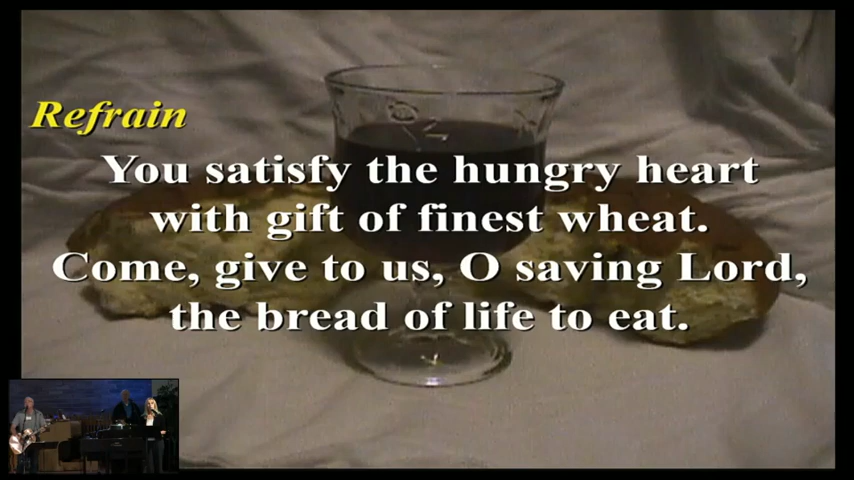 Refrain
You satisfy the hungry heart
with gift of finest wheat.
Come, give to us, O saving Lord,
the bread of life to eat.